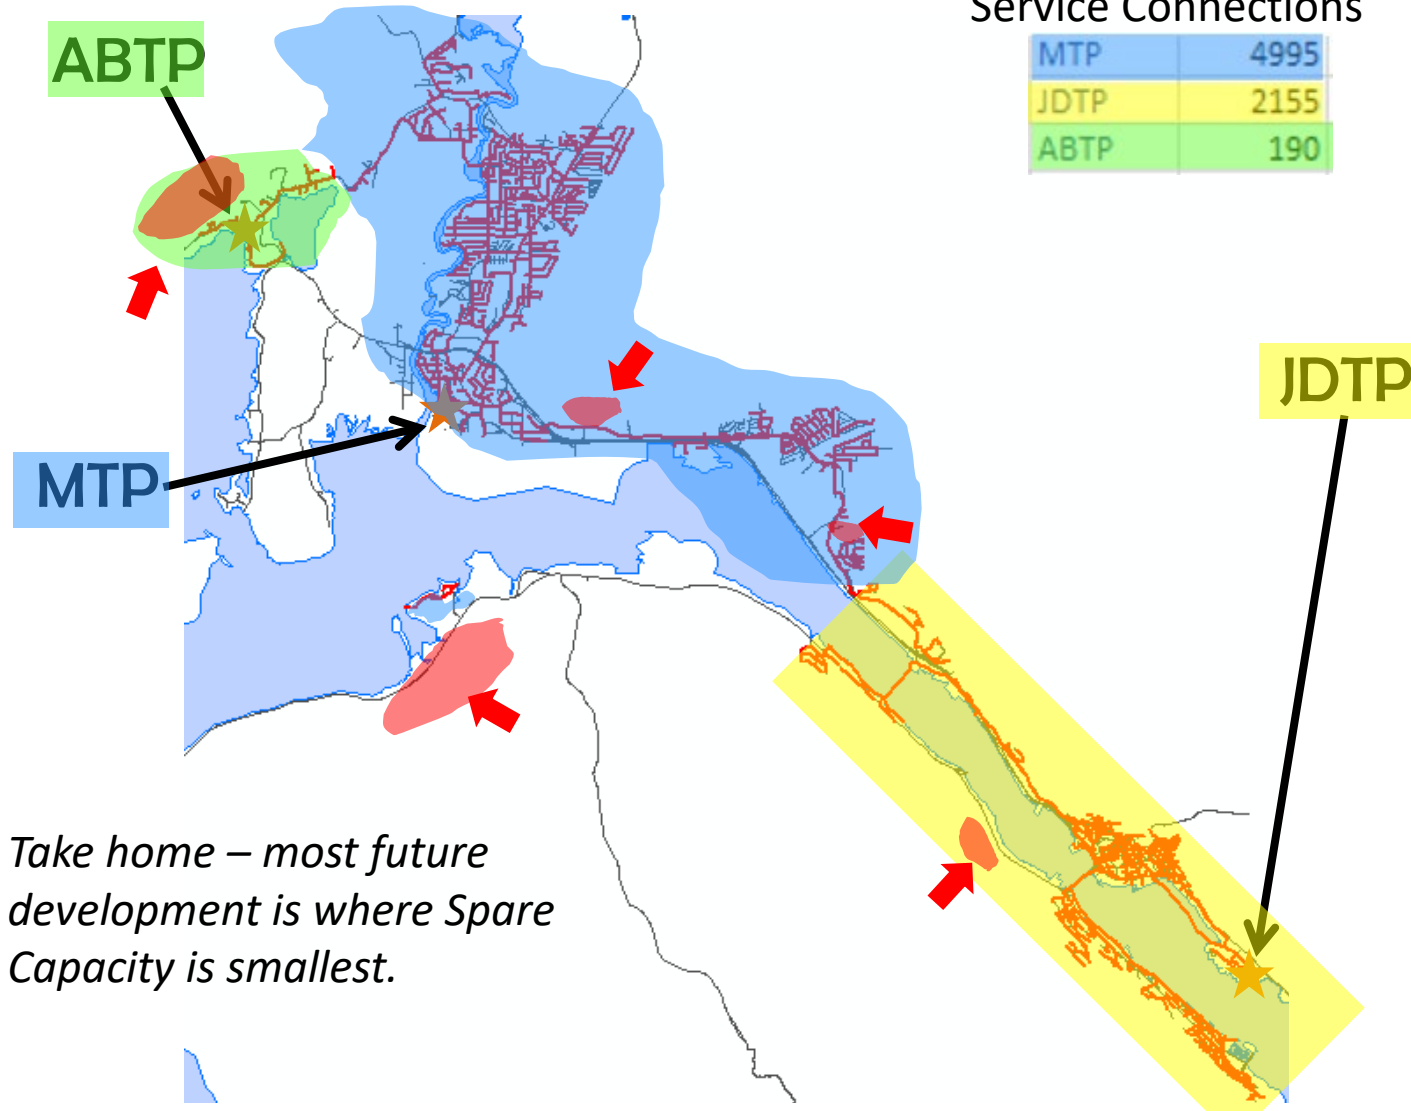 Service Connections
MTP 4995
JDTP 2155
ABTP 190
ABTP
JDTP
MTP
Take home – most future
development is where Spare
Capacity is smallest.